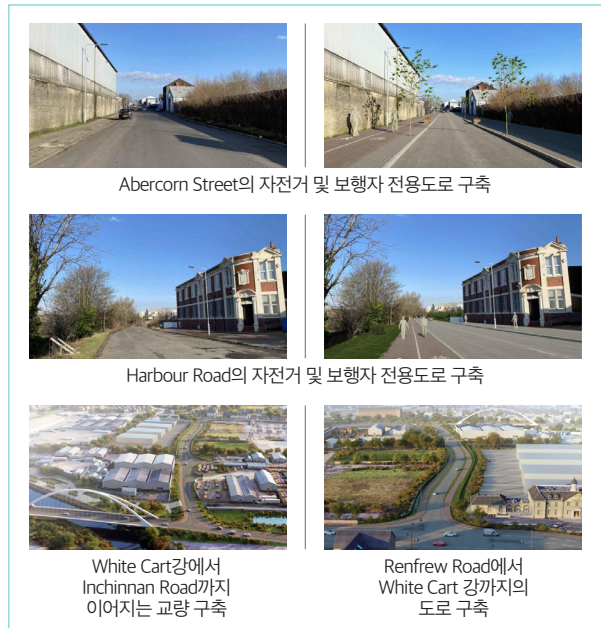 Abercorn Street의 자전거 및 보행자 전용도로 구축
Harbour Road의 자전거 및 보행자 전용도로 구축
White Cart강에서
Inchinnan Road까지
이어지는 교량 구축
Renfrew Road에서
White Cart 강까지의
도로 구축